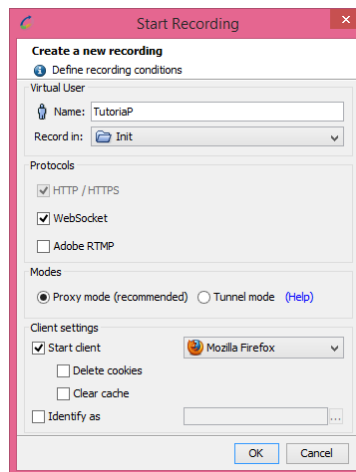 Start Recording
Create a new recording
Define recording conditions
Virtual User
Name: TutoriaP
Record in: Init
Protocols
HTTP / HTTPS
WebSocket
Adobe RTMP
Modes
Proxy mode (recommended) Tunnel mode (Help)
Client settings
Start client Mozilla Firefox
Delete cookies
Clear cache
Identify as ...
OK Cancel